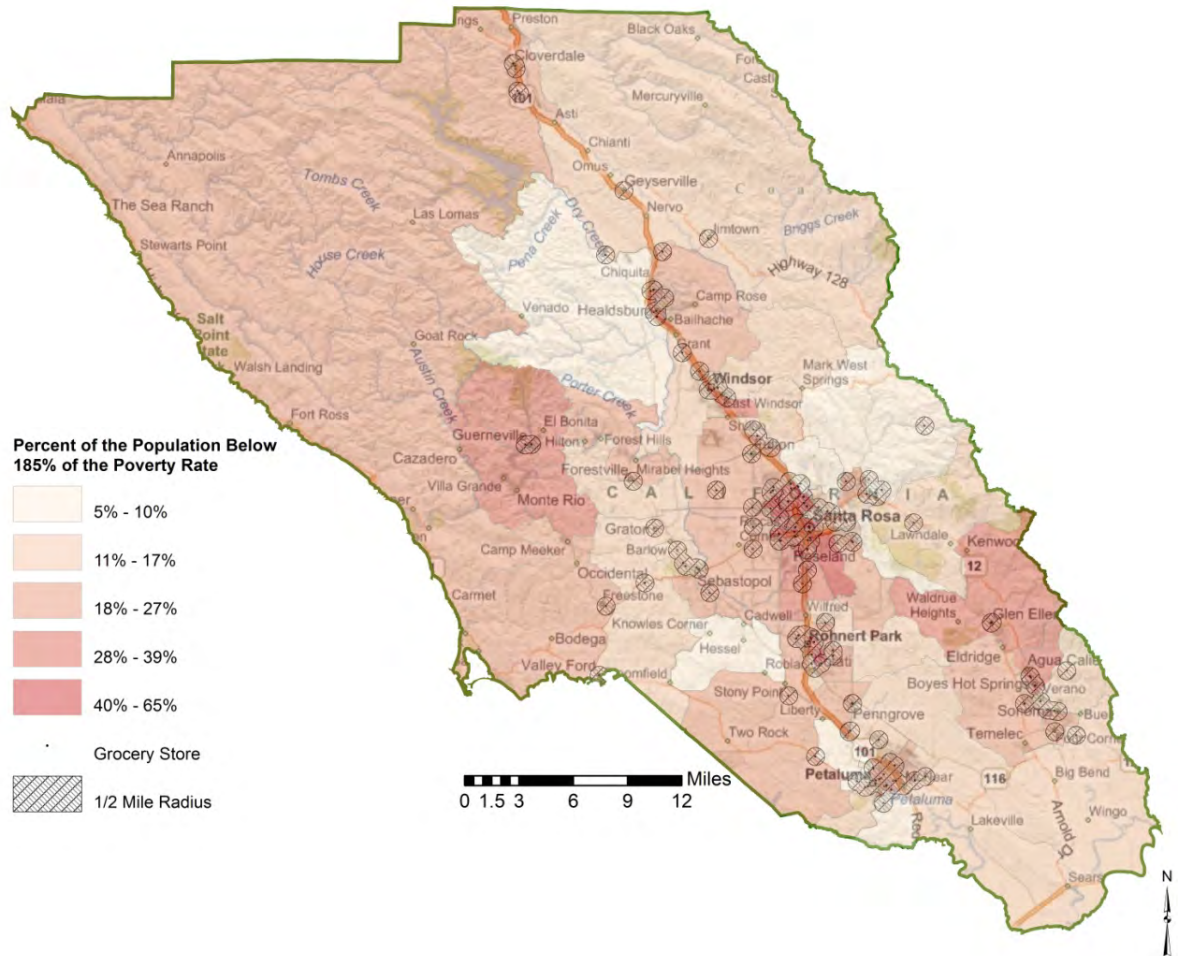 Preston
Black Oaks
Cloverdale
Mercuryville
101
Asti
Annapolis
Chianti
Omus
Tombs Creek
Geyserville
The Sea Ranch
Las Lomas
Dry Creek
Nervo
Jimtown
Briggs Creek
Stewarts Point
House Creek
Pena Creek
Chiquita
Highway 128
Camp Rose
Venado
Healdsburg
Bailhache
Salt
Point
State
Goat Rock
Grant
Walsh Landing
Austin Creek
Mark West
Springs
Windsor
Porter Creek
East Windsor
Fort Ross
El Bonita
Guerneville
Hilton
Forest Hills
Fulton
Cazadero
Forestville
Mirabel Heights
Villa Grande
Monte Rio
C A L I F O R N I A
Santa Rosa
Graton
Lawndale
Kenwood
Camp Meeker
Barlow
Roseland
12
Occidental
Sebastopol
Waldrue
Heights
Carmet
Freestone
Cadwell
Wilfred
Glen Ellen
Knowles Corner
Bodega
Rohnert Park
Hessel
Eldridge
Agua Calie
Valley Ford
Stony Point
Boyes Hot Springs
Verano
Liberty
Penngrove
Sonoma
Two Rock
101
Temelec
Four Corne
Petaluma
116
Big Bend
Petaluma
Lakeville
Arnold Dr
Wingo
Sears
Percent of the Population Below
185% of the Poverty Rate
5% - 10%
11% - 17%
18% - 27%
28% - 39%
40% - 65%
Grocery Store
1/2 Mile Radius
Miles
0 1.5 3 6 9 12
N